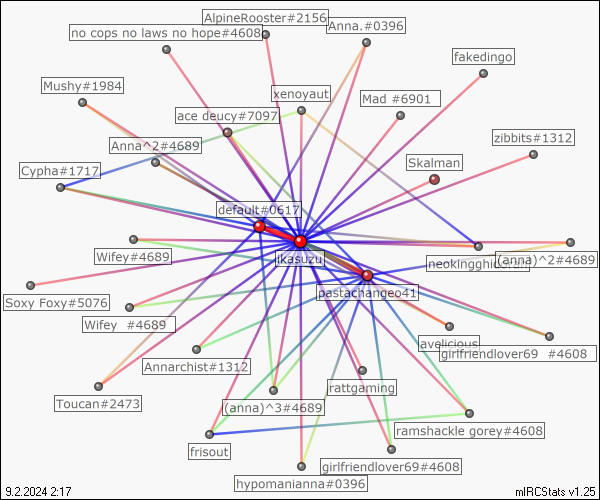 AlpineRooster#2156
no cops no laws no hope#4608
Anna.#0396
fakedingo
Mushy#1984
xenoyaut
Mad #6901
ace deucy#7097
zibbits#1312
Anna^2#4689
Skalman
Cypha#1717
default#0617
Wifey#4689
ikasuzu
(anna)^2#4689
pastachangeo41
Soxy Foxy#5076
Wifey #4689
avelicious
girlfriendlover69 #4608
Annarchist#1312
rattgaming
Toucan#2473
(anna)^3#4689
ramshackle gorey#4608
frisout
girlfriendlover69#4608
hypomanianna#0396
9.2.2024 2:17
mIRCStats v1.25